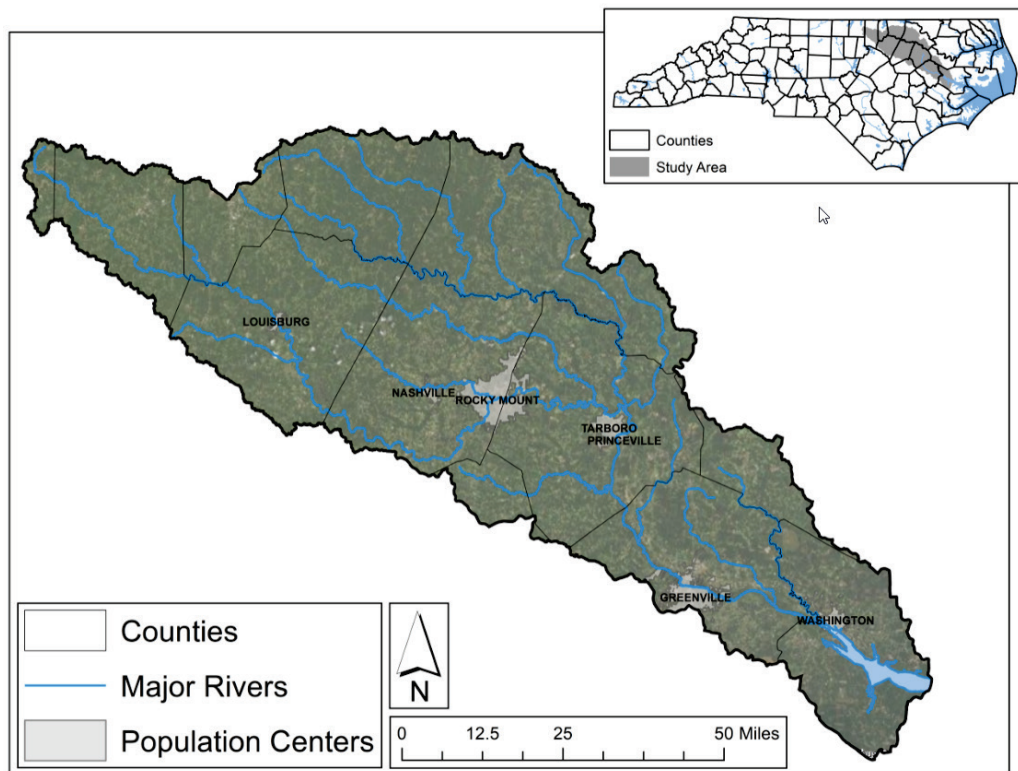 Counties
Study Area
LOUISBURG
NASHVILLE
ROCKY MOUNT
TARBORO
PRINCEVILLE
GREENVILLE
WASHINGTON
Counties
Major Rivers
Population Centers
N
0 12.5 25 50 Miles